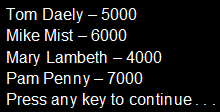 Tom Daely – 5000
Mike Mist – 6000
Mary Lambeth – 4000
Pam Penny – 7000
Press any key to continue . . .